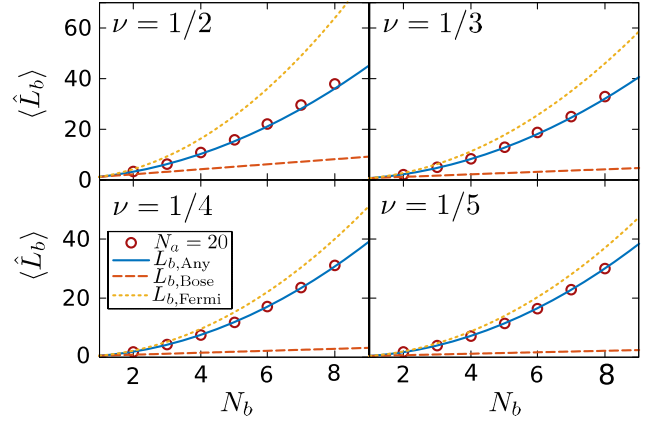 ν = 1/2
ν = 1/3
⟨L̂_b⟩
60
40
20
0
ν = 1/4
ν = 1/5
⟨L̂_b⟩
40
20
0
N_a = 20
L_b,Any
L_b,Bose
L_b,Fermi
2 4 6 8 2 4 6 8
N_b N_b